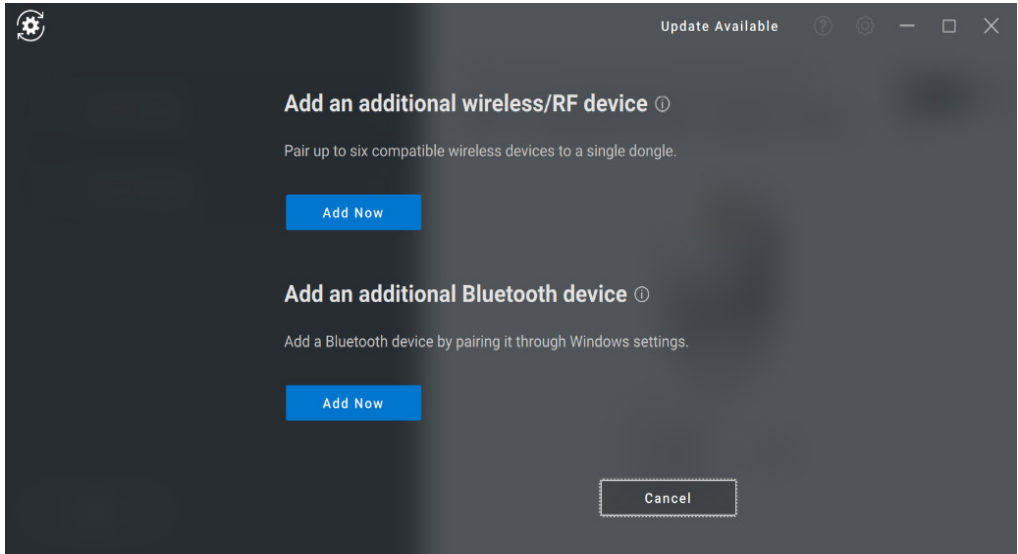 Update Available
Add an additional wireless/RF device
Pair up to six compatible wireless devices to a single dongle.
Add Now
Add an additional Bluetooth device
Add a Bluetooth device by pairing it through Windows settings.
Add Now
Cancel